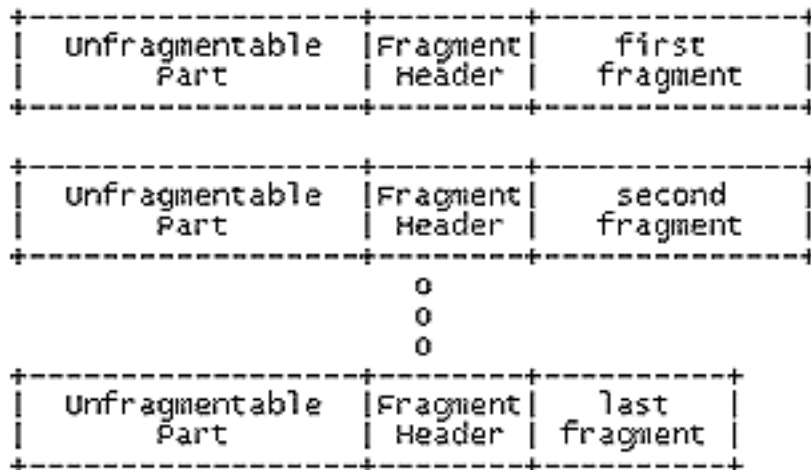 +------------------+--------+--------------+
|  Unfragmentable  |Fragment|    first     |
|       Part       | Header |   fragment   |
+------------------+--------+--------------+
+------------------+--------+--------------+
|  Unfragmentable  |Fragment|    second    |
|       Part       | Header |   fragment   |
+------------------+--------+--------------+
o
o
o
+------------------+--------+----------+
|  Unfragmentable  |Fragment|   last   |
|       Part       | Header | fragment |
+------------------+--------+----------+